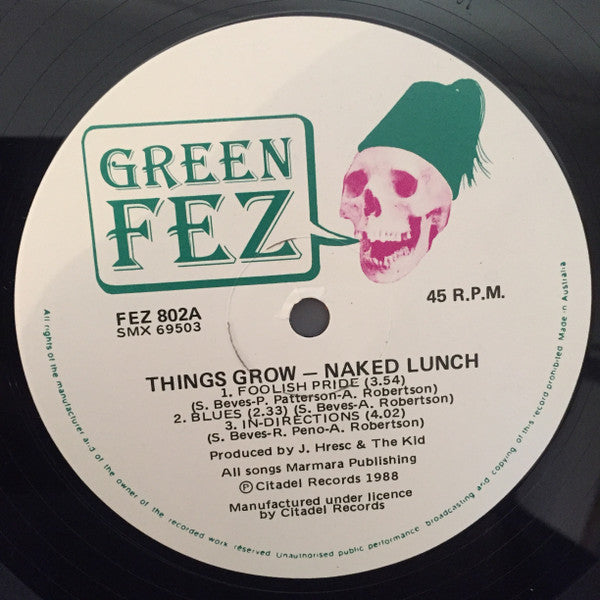 GREEN
FEZ
FEZ 802A
SMX 69503
45 R.P.M.
THINGS GROW — NAKED LUNCH
1. FOOLISH PRIDE (3.54)
(S. Beves-P. Patterson-A. Robertson)
2. BLUES (2.33) (S. Beves-A. Robertson)
3. IN-DIRECTIONS (4.02)
(S. Beves-R. Peno-A. Robertson)
Produced by J. Hresc & The Kid
All songs Marmara Publishing
Ⓟ Citadel Records 1988
Manufactured under licence
by Citadel Records
All rights of the manufacturer and of the owner of the recorded work reserved. Unauthorised public performance, broadcasting and copying of this record prohibited. Made in Australia